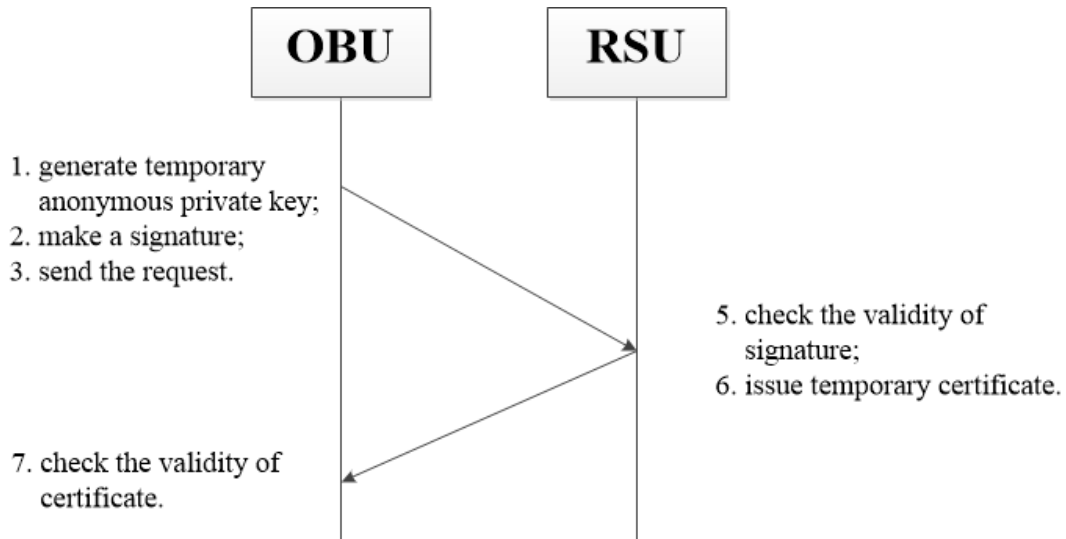 OBU
RSU
1. generate temporary
anonymous private key;
2. make a signature;
3. send the request.
5. check the validity of
signature;
6. issue temporary certificate.
7. check the validity of
certificate.